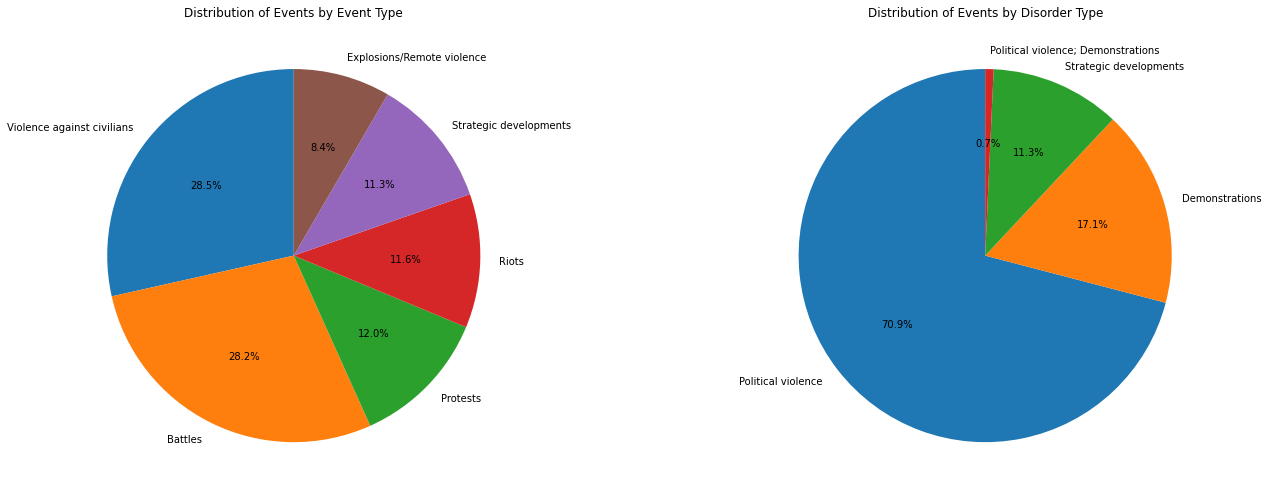 Distribution of Events by Event Type
Explosions/Remote violence
Violence against civilians
Strategic developments
8.4%
28.5%
11.3%
11.6%
Riots
12.0%
28.2%
Protests
Battles
Distribution of Events by Disorder Type
Political violence; Demonstrations
Strategic developments
0.7%
11.3%
Demonstrations
17.1%
70.9%
Political violence